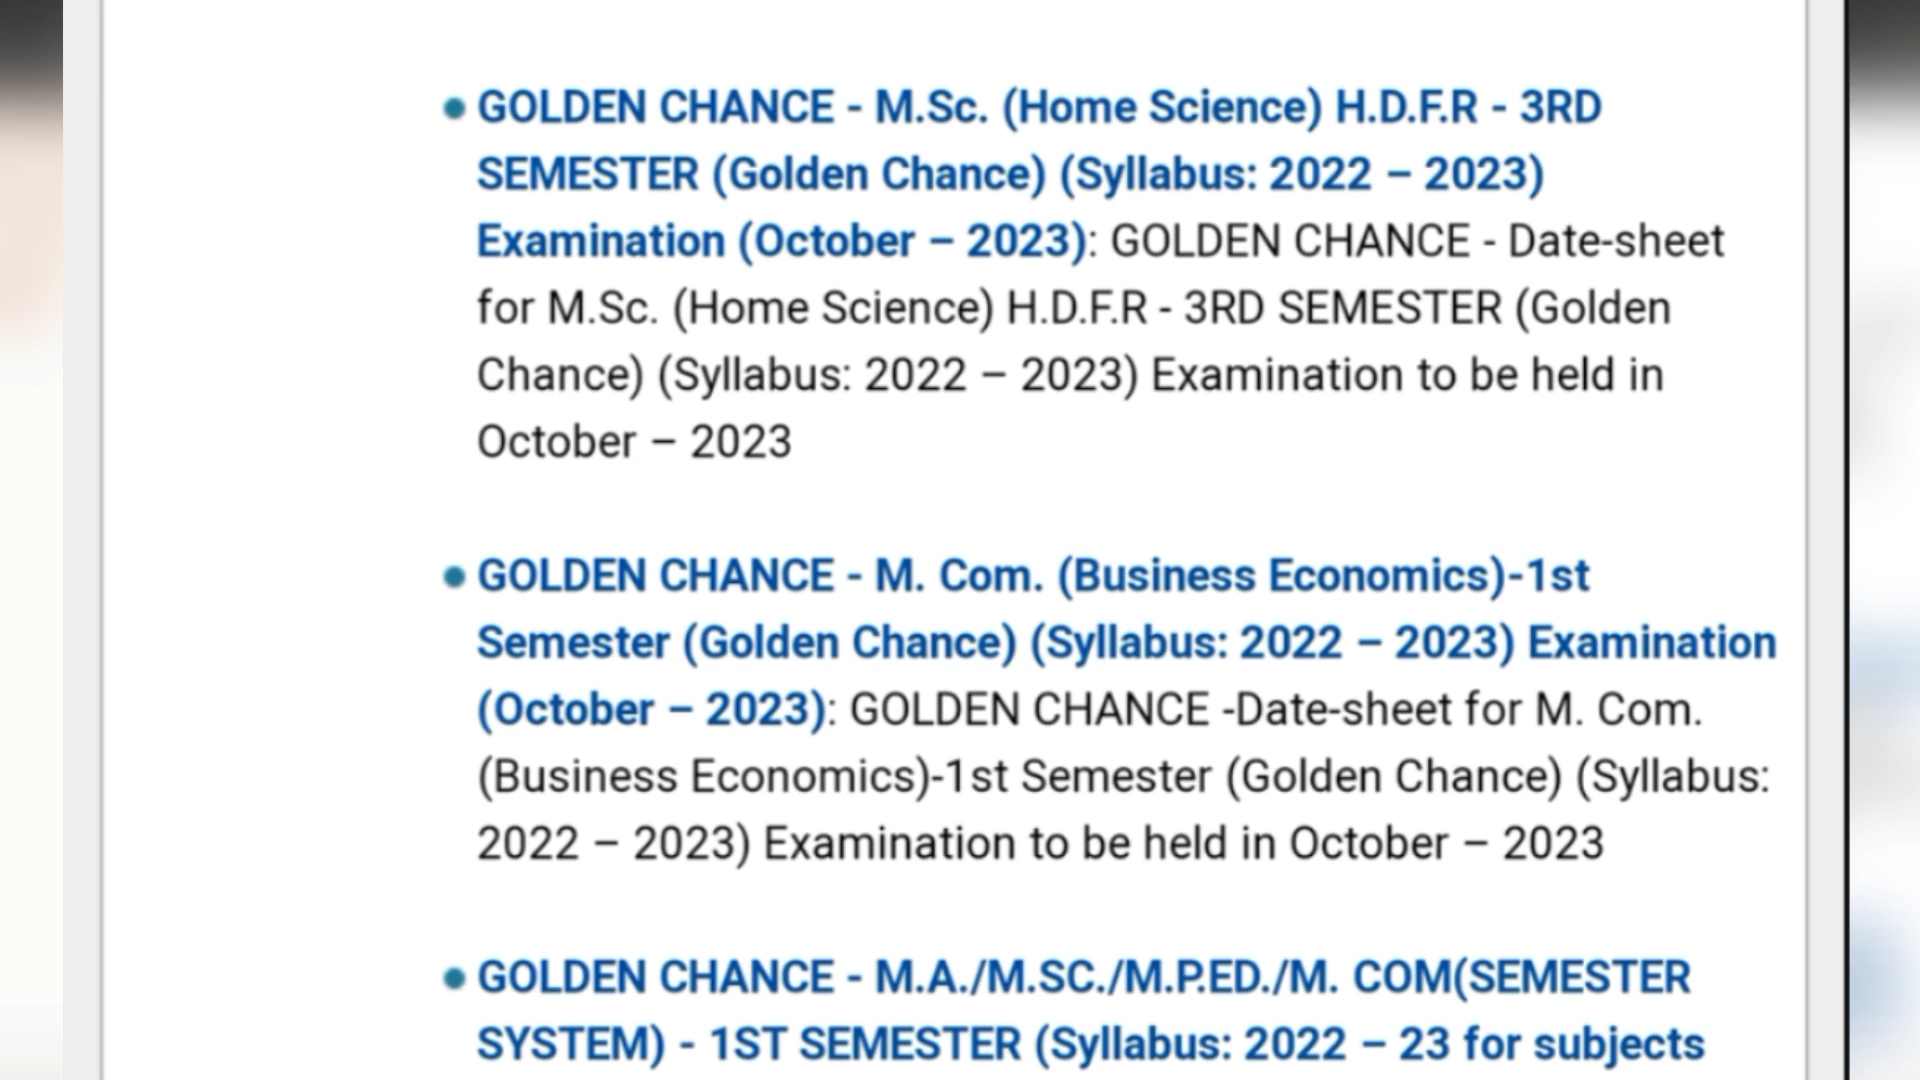 GOLDEN CHANCE - M.Sc. (Home Science) H.D.F.R - 3RD
SEMESTER (Golden Chance) (Syllabus: 2022 – 2023)
Examination (October – 2023): GOLDEN CHANCE - Date-sheet
for M.Sc. (Home Science) H.D.F.R - 3RD SEMESTER (Golden
Chance) (Syllabus: 2022 – 2023) Examination to be held in
October – 2023
GOLDEN CHANCE - M. Com. (Business Economics)-1st
Semester (Golden Chance) (Syllabus: 2022 – 2023) Examination
(October – 2023): GOLDEN CHANCE -Date-sheet for M. Com.
(Business Economics)-1st Semester (Golden Chance) (Syllabus:
2022 – 2023) Examination to be held in October – 2023
GOLDEN CHANCE - M.A./M.SC./M.P.ED./M. COM(SEMESTER
SYSTEM) - 1ST SEMESTER (Syllabus: 2022 – 23 for subjects